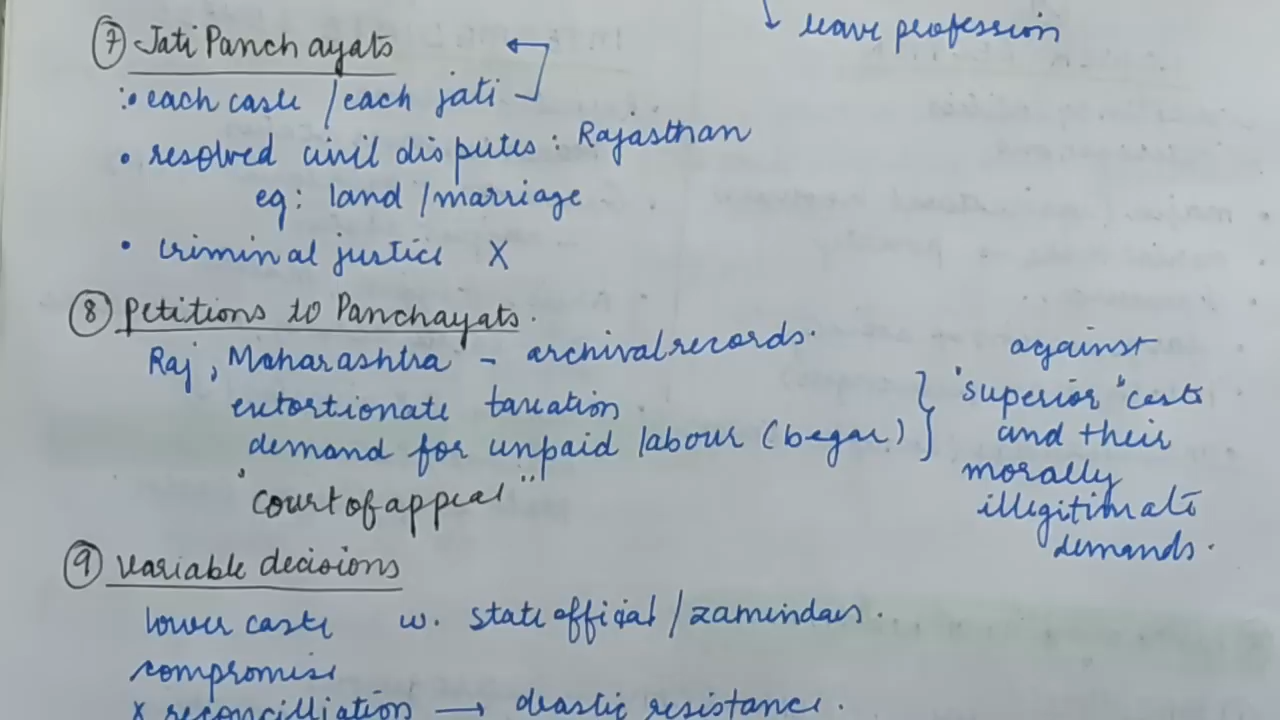 ↳ leave profession
⑦ Jati Panchayats
∴ each caste / each jati
• resolved civil disputes : Rajasthan
eg: land / marriage
• criminal justice X
⑧ Petitions to Panchayats.
Raj, Maharashtra - archival records.
extortionate taxation
demand for unpaid labour (begar)
against
"superior" caste
and their
morally
illegitimate
demands.
"court of appeal"
⑨ variable decisions
lower caste w. state official / zamindars.
compromise
X reconcilliation → drastic resistance.